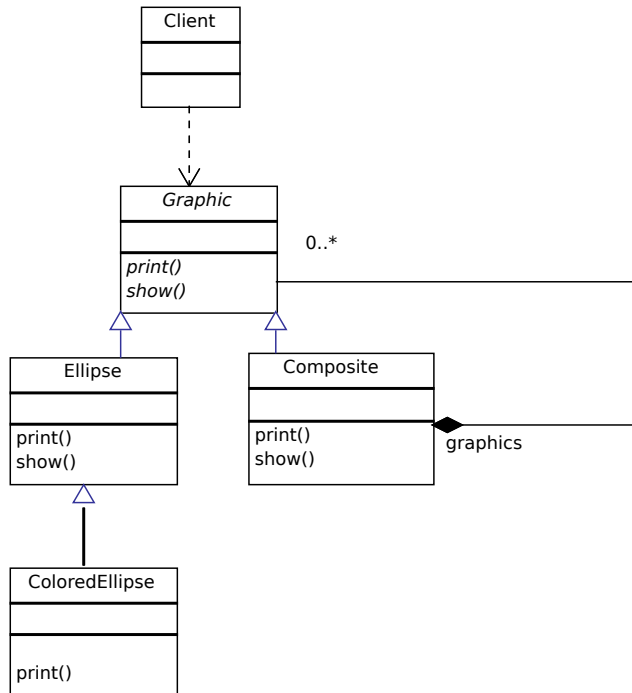 Client
Graphic
0..*
print()
show()
Ellipse
Composite
print()
show()
print()
show()
graphics
ColoredEllipse
print()